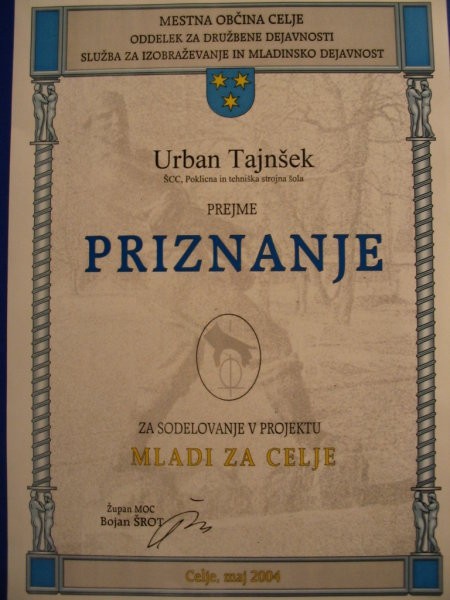 MESTNA OBČINA CELJE
ODDELEK ZA DRUŽBENE DEJAVNOSTI
SLUŽBA ZA IZOBRAŽEVANJE IN MLADINSKO DEJAVNOST
Urban Tajnšek
ŠCC, Poklicna in tehniška strojna šola
PREJME
PRIZNANJE
ZA SODELOVANJE V PROJEKTU
MLADI ZA CELJE
Župan MOC
Bojan ŠROT
Celje, maj 2004